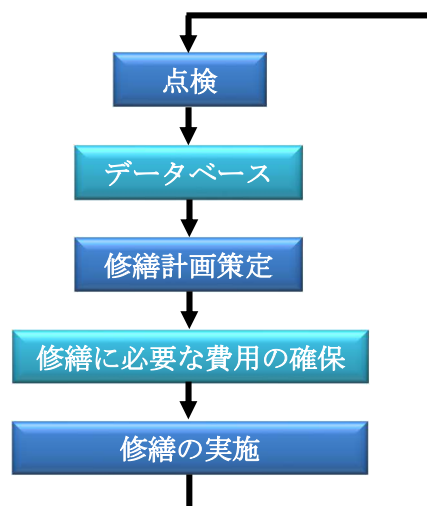 点検
データベース
修繕計画策定
修繕に必要な費用の確保
修繕の実施